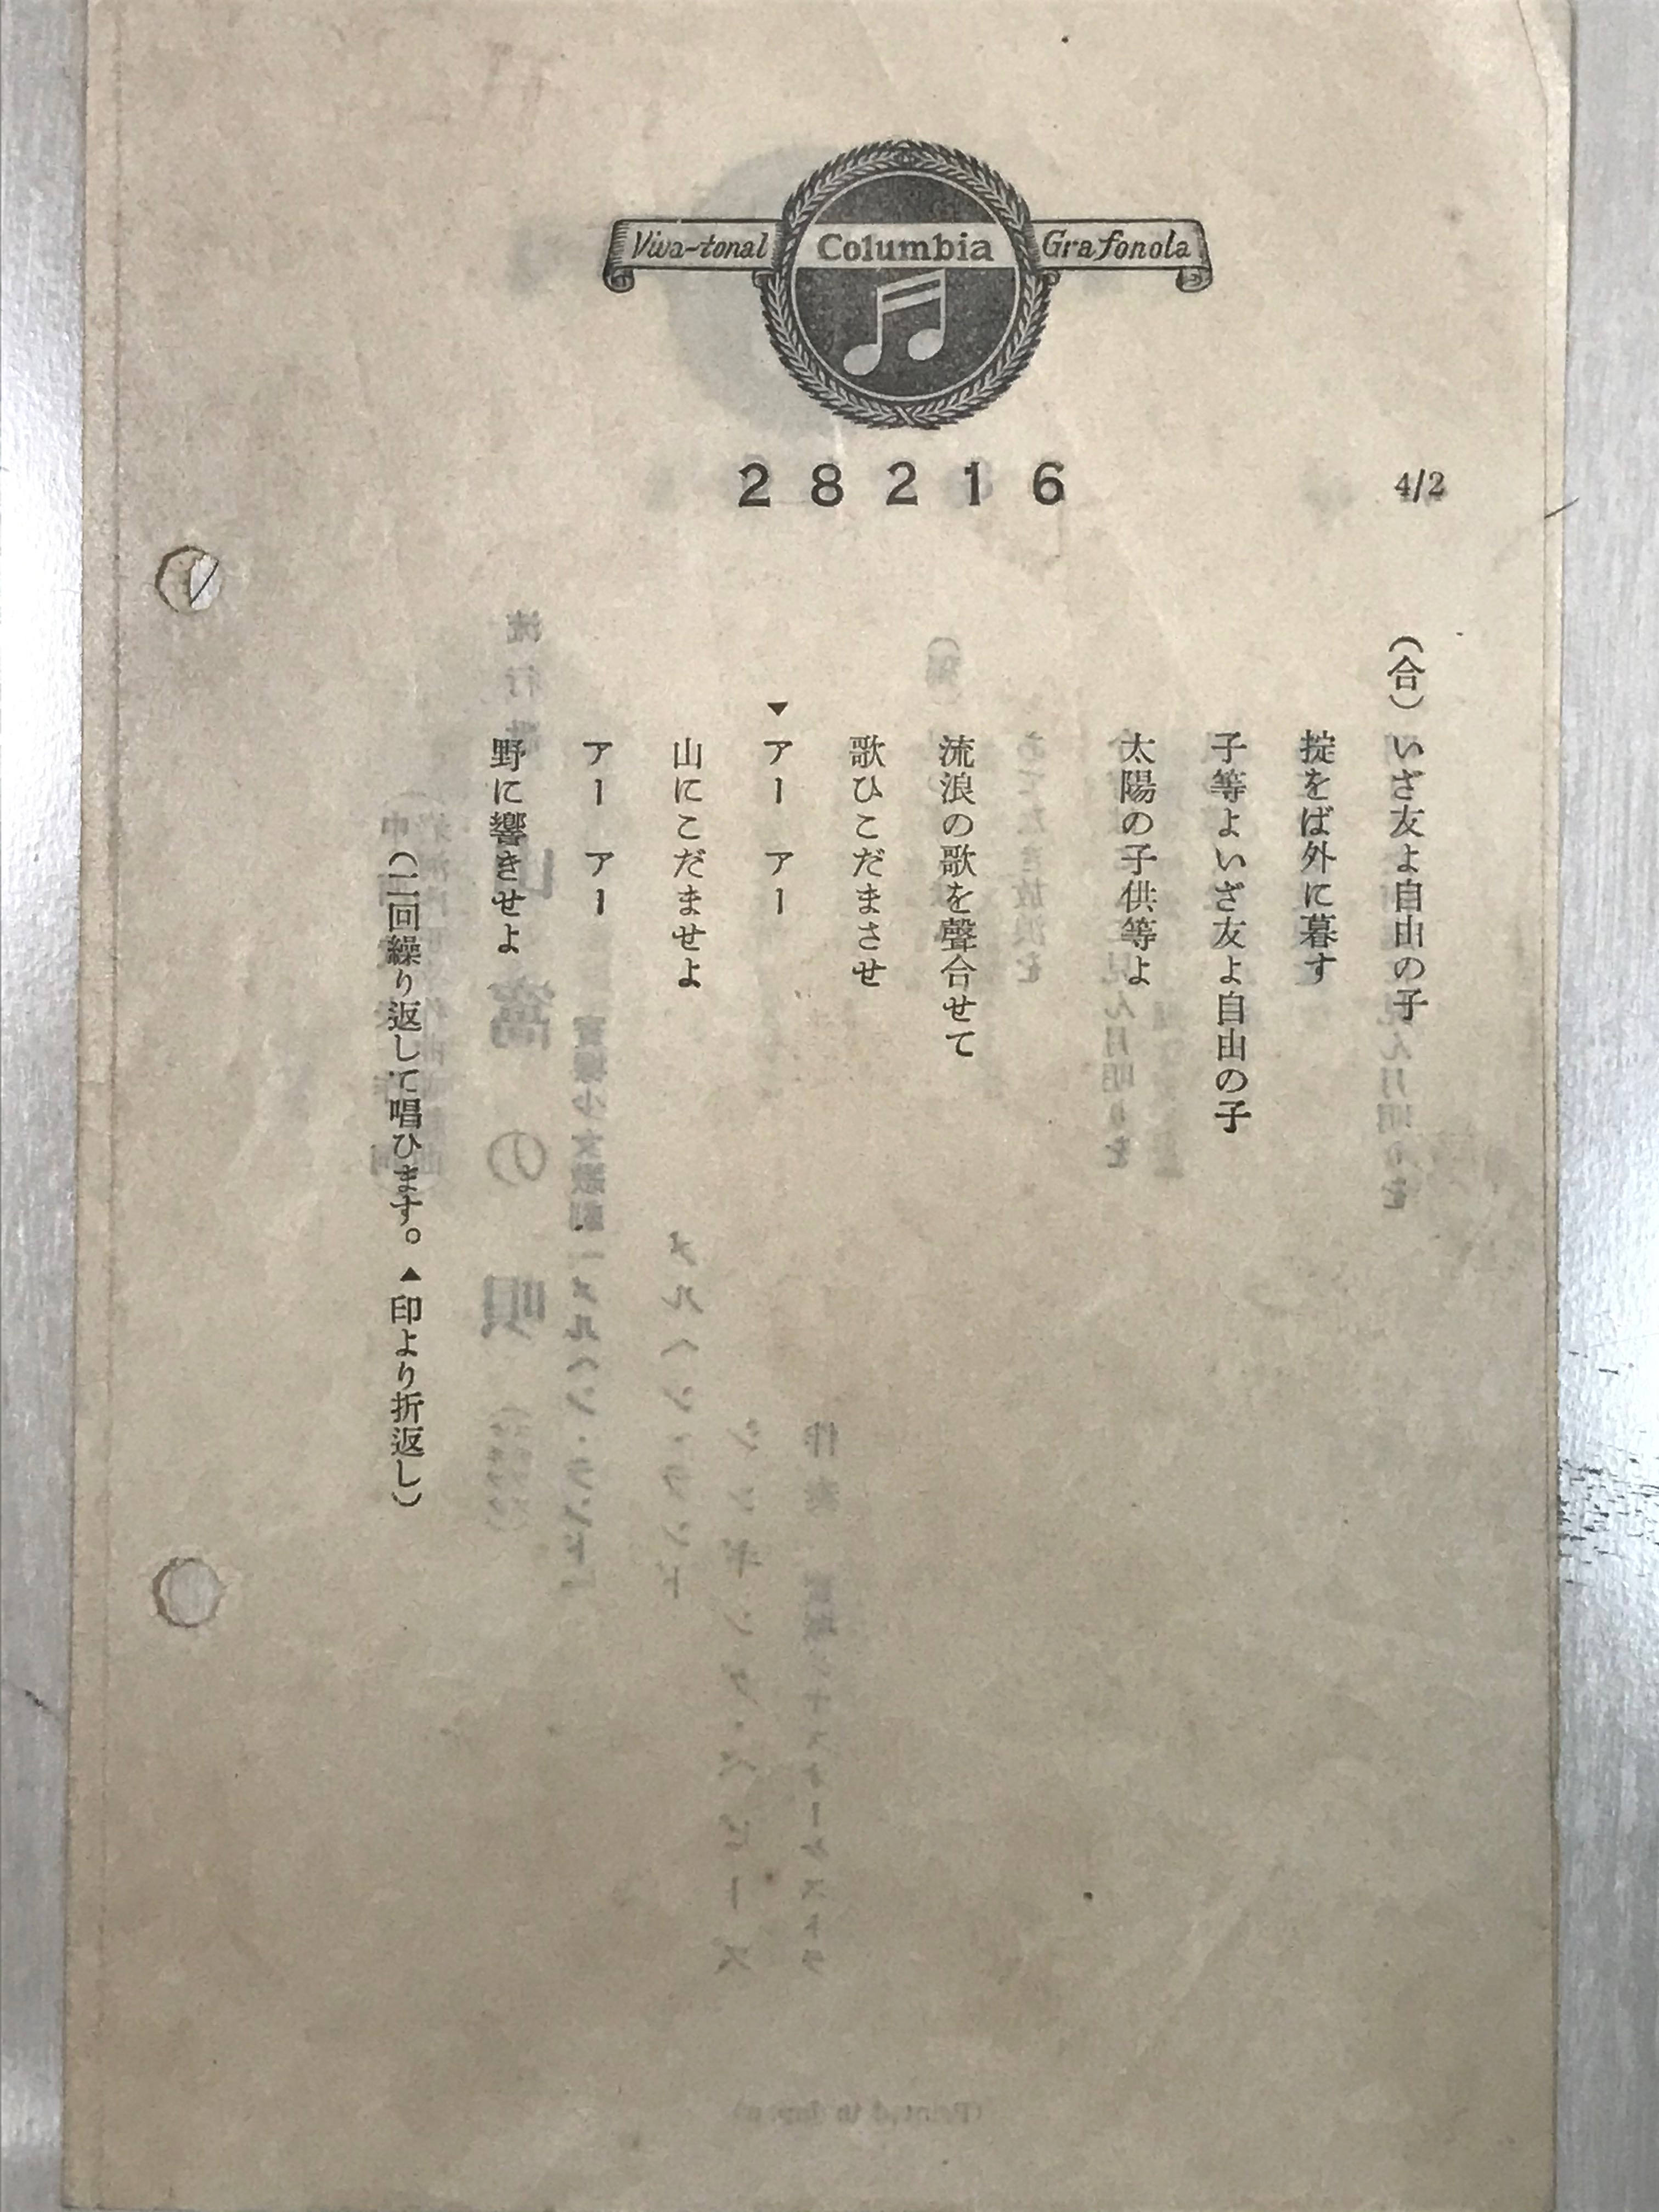 Viva-tonal Columbia Grafonola
28216
4/2
（合）いざ友よ自由の子
掟をば外に暮す
子等よいざ友よ自由の子
太陽の子供等よ
流浪の歌を聲合せて
歌ひこだまさせ
▼アー アー
山にこだませよ
アー アー
野に響きせよ
（二回繰り返して唱ひます。▲印より折返し）